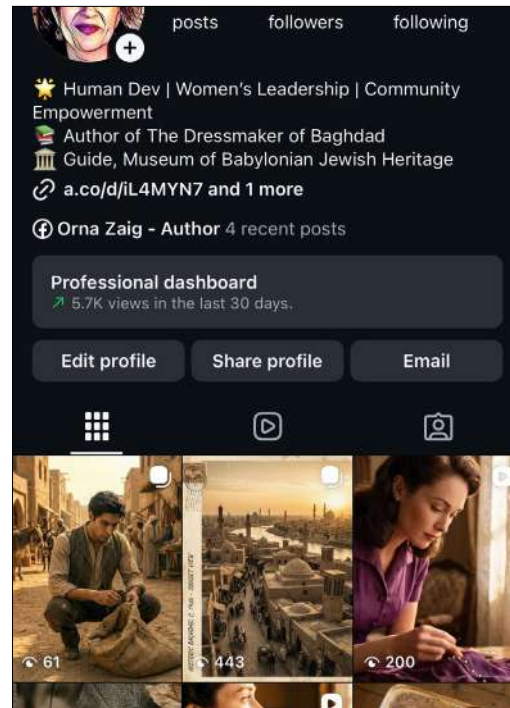 posts followers following
🌟 Human Dev | Women's Leadership | Community
Empowerment
📚 Author of The Dressmaker of Baghdad
🏛️ Guide, Museum of Babylonian Jewish Heritage
a.co/d/iL4MYN7 and 1 more
Orna Zaig - Author 4 recent posts
Professional dashboard
5.7K views in the last 30 days.
Edit profile Share profile Email
61 443 200